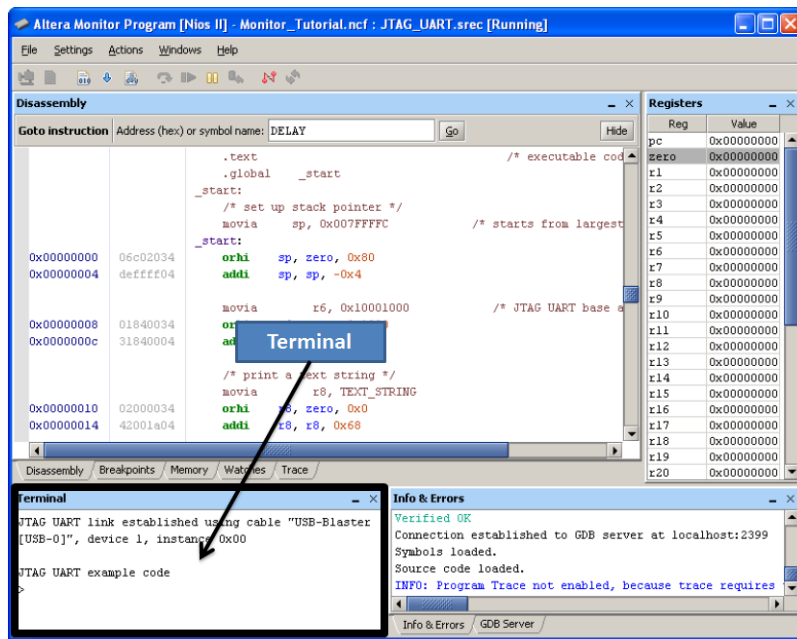 Altera Monitor Program [Nios II] - Monitor_Tutorial.ncf : JTAG_UART.srec [Running]
File Settings Actions Windows Help
Disassembly
Goto instruction Address (hex) or symbol name: DELAY Go Hide
.text /* executable cod
.global _start
_start:
/* set up stack pointer */
movia sp, 0x007FFFFC /* starts from largest
_start:
0x00000000 06c02034 orhi sp, zero, 0x80
0x00000004 deffff04 addi sp, sp, -0x4
movia r6, 0x10001000 /* JTAG UART base a
0x00000008 01840034
0x0000000c 31840004
Terminal
/* print a text string */
movia r8, TEXT_STRING
0x00000010 02000034 orhi r8, zero, 0x0
0x00000014 42001a04 addi r8, r8, 0x68
Disassembly Breakpoints Memory Watches Trace
Registers
Reg Value
pc 0x00000000
zero 0x00000000
r1 0x00000000
r2 0x00000000
r3 0x00000000
r4 0x00000000
r5 0x00000000
r6 0x00000000
r7 0x00000000
r8 0x00000000
r9 0x00000000
r10 0x00000000
r11 0x00000000
r12 0x00000000
r13 0x00000000
r14 0x00000000
r15 0x00000000
r16 0x00000000
r17 0x00000000
r18 0x00000000
r19 0x00000000
r20 0x00000000
Terminal
JTAG UART link established using cable "USB-Blaster
[USB-0]", device 1, instance 0x00
JTAG UART example code
>
Info & Errors
Verified OK
Connection established to GDB server at localhost:2399
Symbols loaded.
Source code loaded.
INFO: Program Trace not enabled, because trace requires
Info & Errors GDB Server